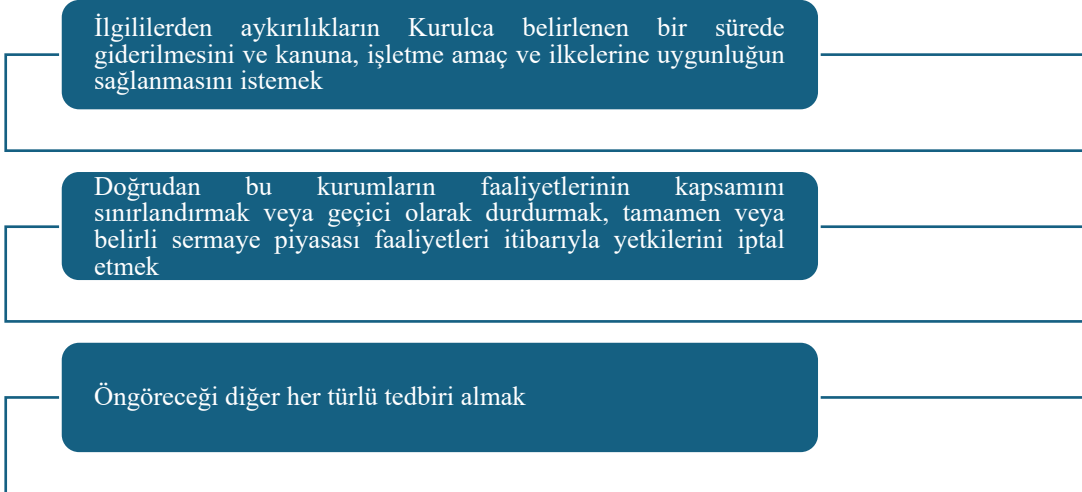 İlgililerden aykırılıkların Kurulca belirlenen bir sürede
giderilmesini ve kanuna, işletme amaç ve ilkelerine uygunluğun
sağlanmasını istemek
Doğrudan bu kurumların faaliyetlerinin kapsamını
sınırlandırmak veya geçici olarak durdurmak, tamamen veya
belirli sermaye piyasası faaliyetleri itibarıyla yetkilerini iptal
etmek
Öngöreceği diğer her türlü tedbiri almak